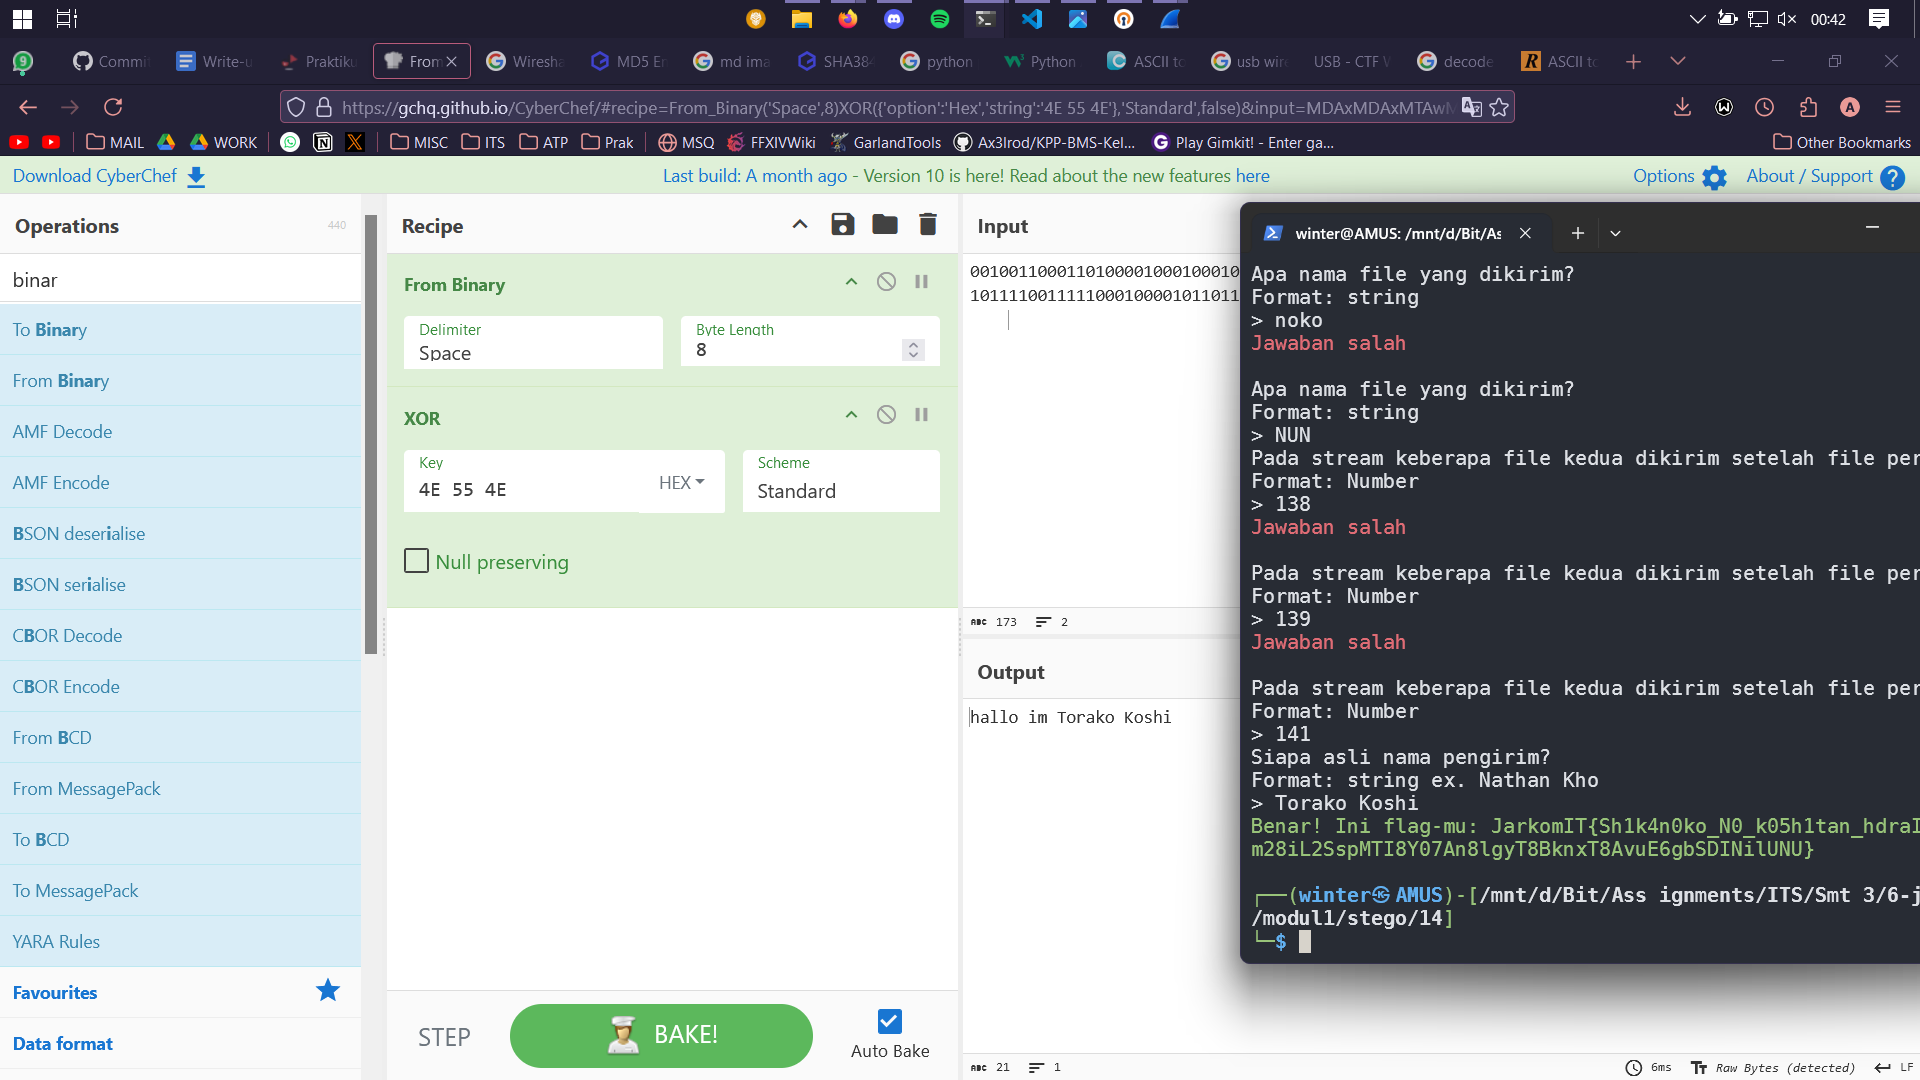 00:42
Commi
Write-u
Praktiku
From
Wiresha
MD5 E
md ima
SHA384
python
Python
ASCII to
usb wire
USB - CTF W
decode
ASCII to
https://gchq.github.io/CyberChef/#recipe=From_Binary('Space',8)XOR({'option':'Hex','string':'4E 55 4E'},'Standard',false)&input=MDAxMDAxMTAwM
MAIL
WORK
MISC
ITS
ATP
Prak
MSQ
FFXIVWiki
GarlandTools
Ax3lrod/KPP-BMS-Kel...
Play Gimkit! - Enter ga...
Other Bookmarks
Download CyberChef
Last build: A month ago - Version 10 is here! Read about the new features here
Options
About / Support
Operations
440
binar
To Binary
From Binary
AMF Decode
AMF Encode
BSON deserialise
BSON serialise
CBOR Decode
CBOR Encode
From BCD
From MessagePack
To BCD
To MessagePack
YARA Rules
Favourites
Data format
Recipe
From Binary
Delimiter
Space
Byte Length
8
XOR
Key
4E 55 4E
HEX
Scheme
Standard
Null preserving
STEP
BAKE!
Auto Bake
Input
0010011000110100001000100010
1011110011111000100001011011
173
2
Output
hallo im Torako Koshi
21
1
6ms
Raw Bytes (detected)
LF
winter@AMUS: /mnt/d/Bit/As
Apa nama file yang dikirim?
Format: string
> noko
Jawaban salah
Apa nama file yang dikirim?
Format: string
> NUN
Pada stream keberapa file kedua dikirim setelah file per
Format: Number
> 138
Jawaban salah
Pada stream keberapa file kedua dikirim setelah file per
Format: Number
> 139
Jawaban salah
Pada stream keberapa file kedua dikirim setelah file per
Format: Number
> 141
Siapa asli nama pengirim?
Format: string ex. Nathan Kho
> Torako Koshi
Benar! Ini flag-mu: JarkomIT{Sh1k4n0ko_N0_k05h1tan_hdraI
m28iL2SspMTI8Y07An8lgyT8BknxT8AvuE6gbSDINilUNU}
┌──(winter㉿AMUS)-[/mnt/d/Bit/Ass ignments/ITS/Smt 3/6-j
/modul1/stego/14]
└─$